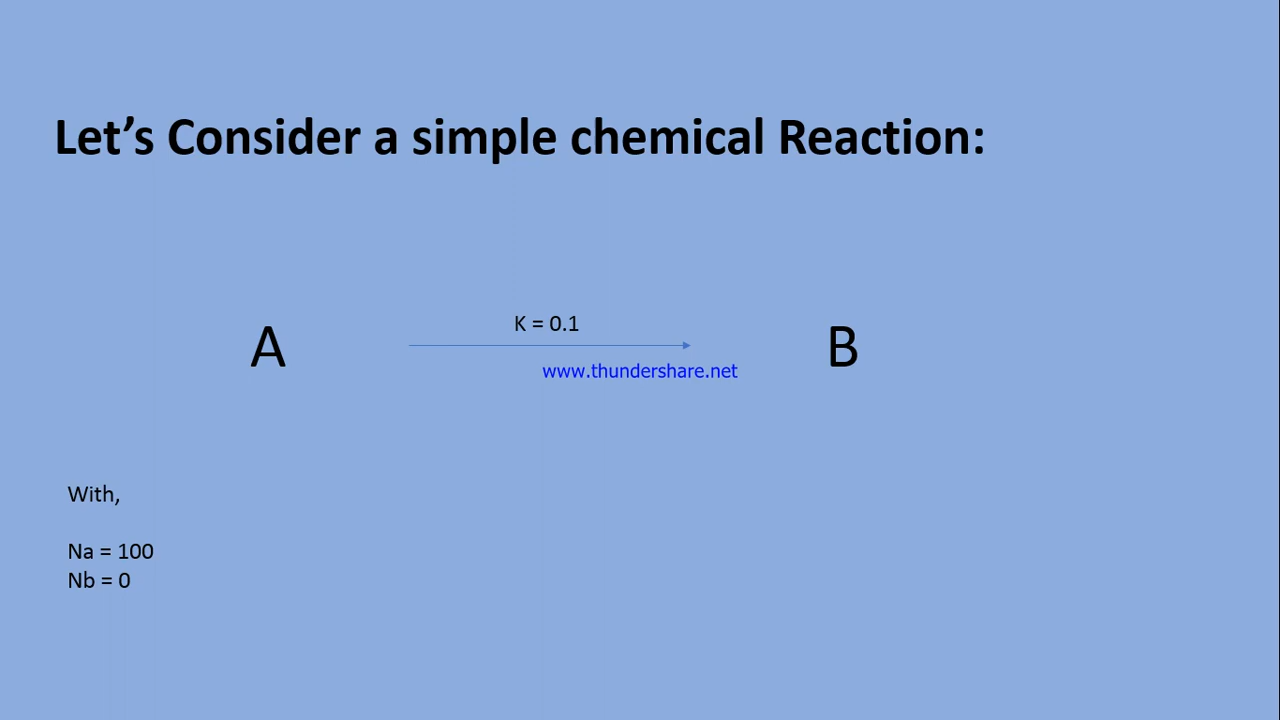 Let’s Consider a simple chemical Reaction:
K = 0.1
A B
www.thundershare.net
With,
Na = 100
Nb = 0